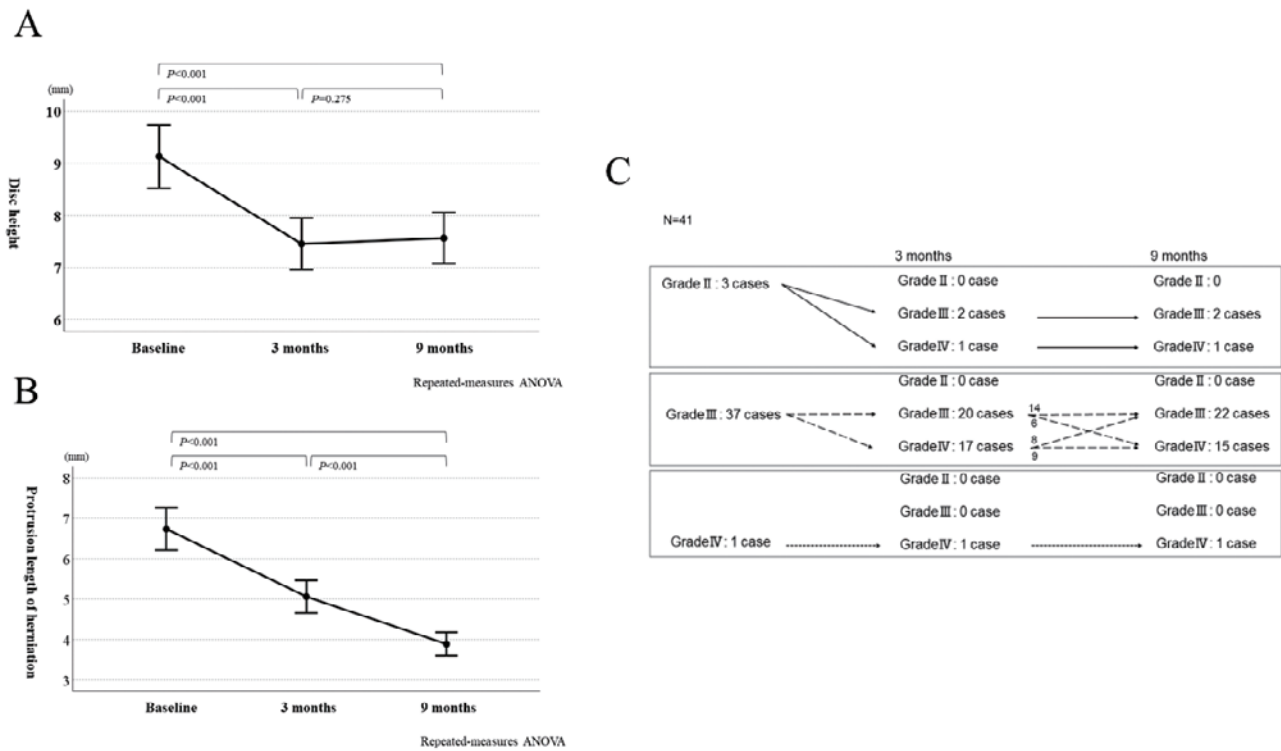 A
P<0.001
(mm)
P<0.001
P=0.275
10
9
8
7
6
Disc height
Baseline
3 months
9 months
Repeated-measures ANOVA
B
P<0.001
(mm)
P<0.001
P<0.001
8
7
6
5
4
3
Protrusion length of herniation
Baseline
3 months
9 months
Repeated-measures ANOVA
C
N=41
3 months
9 months
Grade Ⅱ : 3 cases
Grade Ⅱ : 0 case
Grade Ⅱ : 0
Grade Ⅲ : 2 cases
Grade Ⅲ : 2 cases
Grade Ⅳ : 1 case
Grade Ⅳ : 1 case
Grade Ⅱ : 0 case
Grade Ⅱ : 0 case
Grade Ⅲ : 37 cases
Grade Ⅲ : 20 cases
14
6
Grade Ⅲ : 22 cases
Grade Ⅳ : 17 cases
8
9
Grade Ⅳ : 15 cases
Grade Ⅱ : 0 case
Grade Ⅱ : 0 case
Grade Ⅲ : 0 case
Grade Ⅲ : 0 case
Grade Ⅳ : 1 case
Grade Ⅳ : 1 case
Grade Ⅳ : 1 case